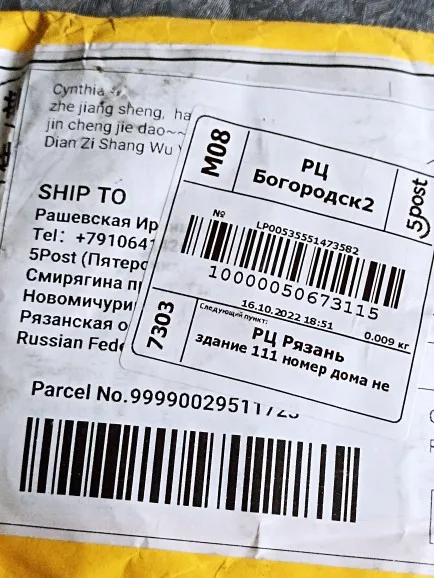 Cynthia
zhe jiang sheng, ha
jin cheng jie dao~~
Dian Zi Shang Wu
SHIP TO
Рашевская Ир
Tel: +791064
5Post (Пятеро
Смирягина п
Новомичури
Рязанская о
Russian Fede
Parcel No.99990029511725
M08
РЦ
Богородск2
5post
№ LP00535551473582
10000050673115
7303
Следующий пункт:
16.10.2022 18:51
0.009 кг
РЦ Рязань
здание 111 номер дома не